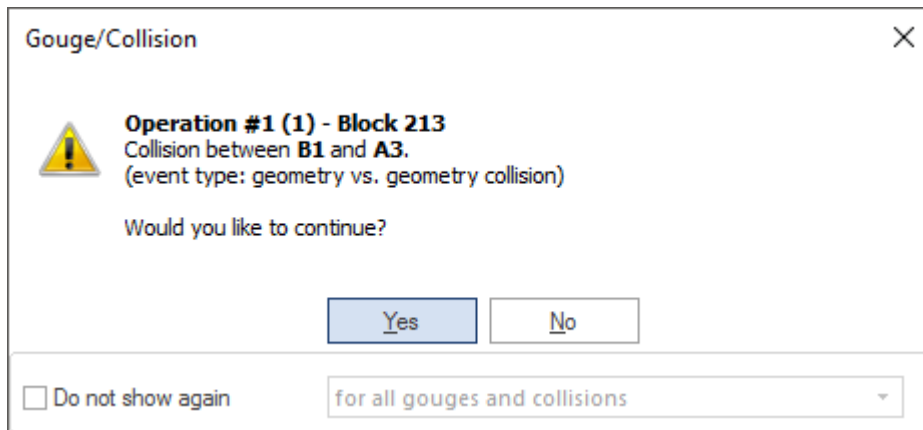 Gouge/Collision
Operation #1 (1) - Block 213
Collision between B1 and A3.
(event type: geometry vs. geometry collision)
Would you like to continue?
Yes
No
Do not show again
for all gouges and collisions